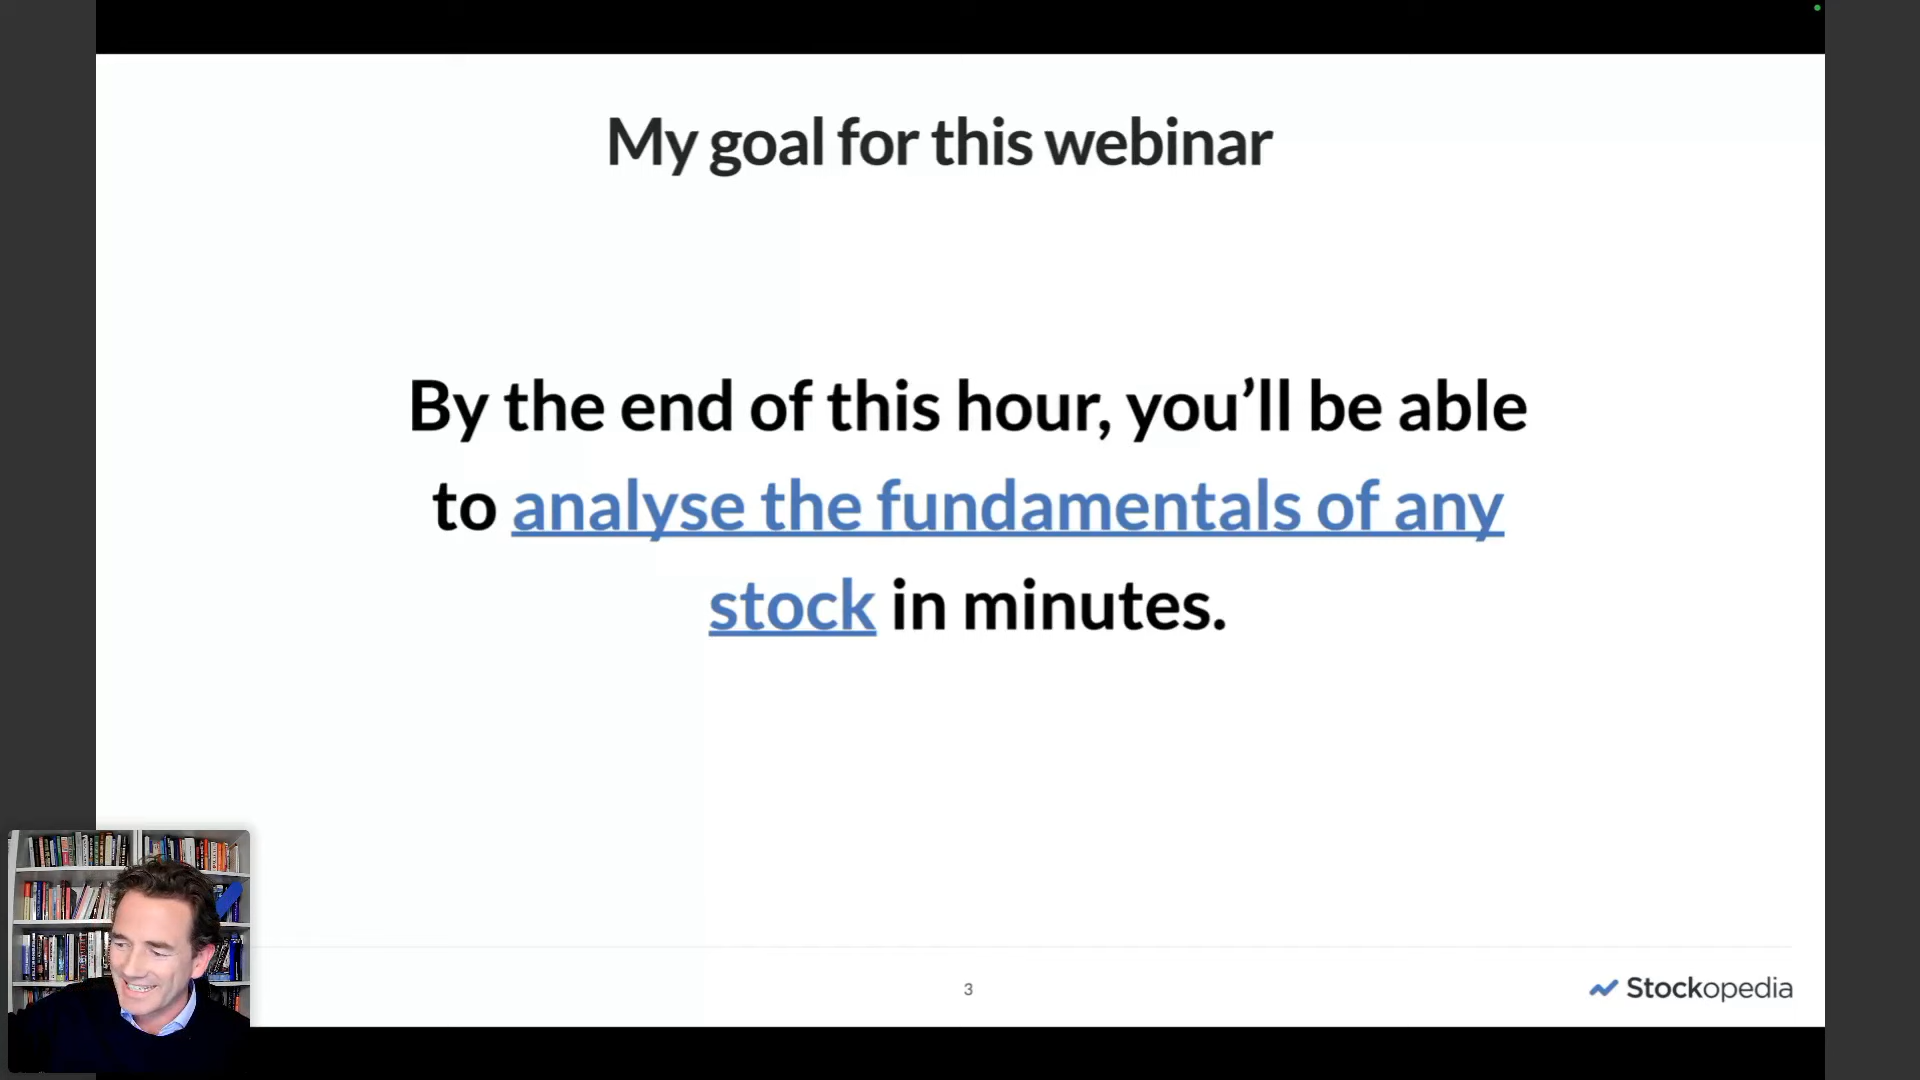 My goal for this webinar
By the end of this hour, you’ll be able
to analyse the fundamentals of any
stock in minutes.
3
Stockopedia